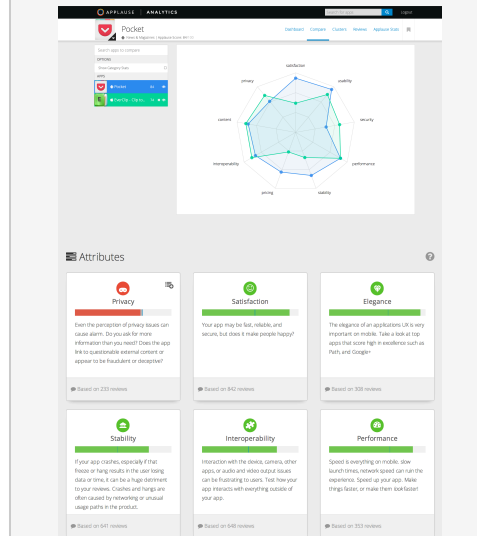 APPLAUSE | ANALYTICS
Search for apps
Logout
Pocket
Dashboard Compare Clusters Reviews Applause Stats
Search apps to compare
OPTIONS
Show category stats
APPS
Pocket
satisfaction
privacy
usability
content
security
interoperability
performance
pricing
stability
Attributes
?
Privacy
Even the perception of privacy issues can
cause alarm. Do you ask for more
information than you need? Does the app
link to questionable external content or
appear to be fraudulent or deceptive?
Based on 233 reviews
Satisfaction
Your app may be fast, reliable, and
secure, but does it make people happy?
Based on 842 reviews
Elegance
The elegance of an applications UX is very
important on mobile. Take a look at top
apps that score high in excellence such as
Path, and Google+
Based on 308 reviews
Stability
If your app crashes, especially if that
freeze or hang results in the user losing
data or time, it can be a huge detriment
to your reviews. Crashes and hangs are
often caused by networking or unusual
usage paths in the product.
Based on 641 reviews
Interoperability
Interaction with the device, camera, other
apps, or audio and video output issues
can be frustrating to users. Test how your
app interacts with everything outside of
your app.
Based on 648 reviews
Performance
Speed is everything on mobile. slow
launch times, network speed can ruin the
experience. Speed up your app. Make
things faster, or make them look faster!
Based on 353 reviews